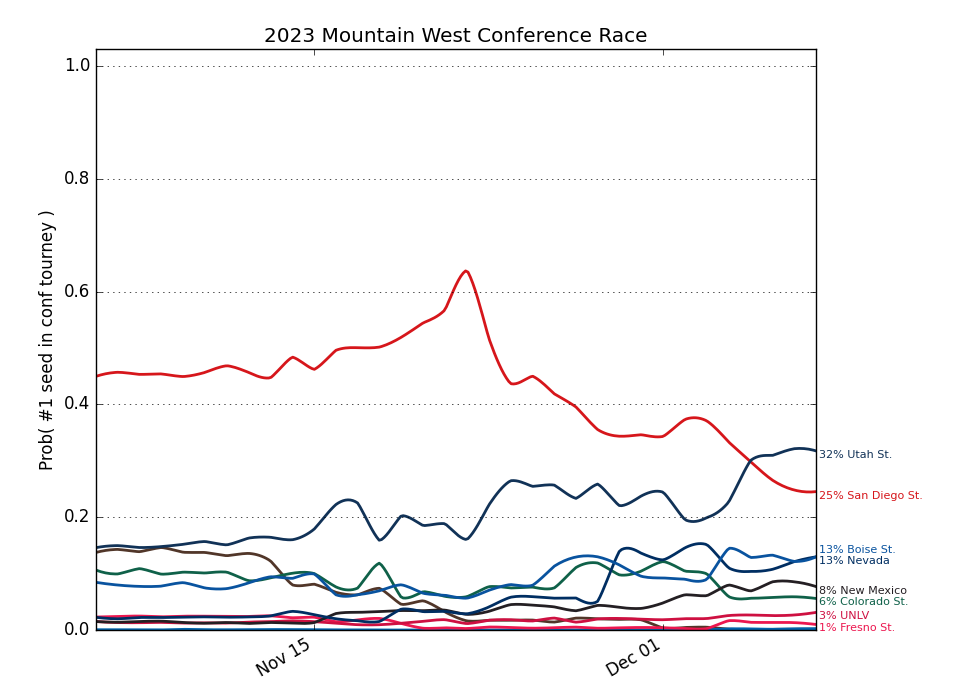 2023 Mountain West Conference Race
Prob( #1 seed in conf tourney )
1.0
0.8
0.6
0.4
0.2
0.0
Nov 15
Dec 01
32% Utah St.
25% San Diego St.
13% Boise St.
13% Nevada
8% New Mexico
6% Colorado St.
3% UNLV
1% Fresno St.